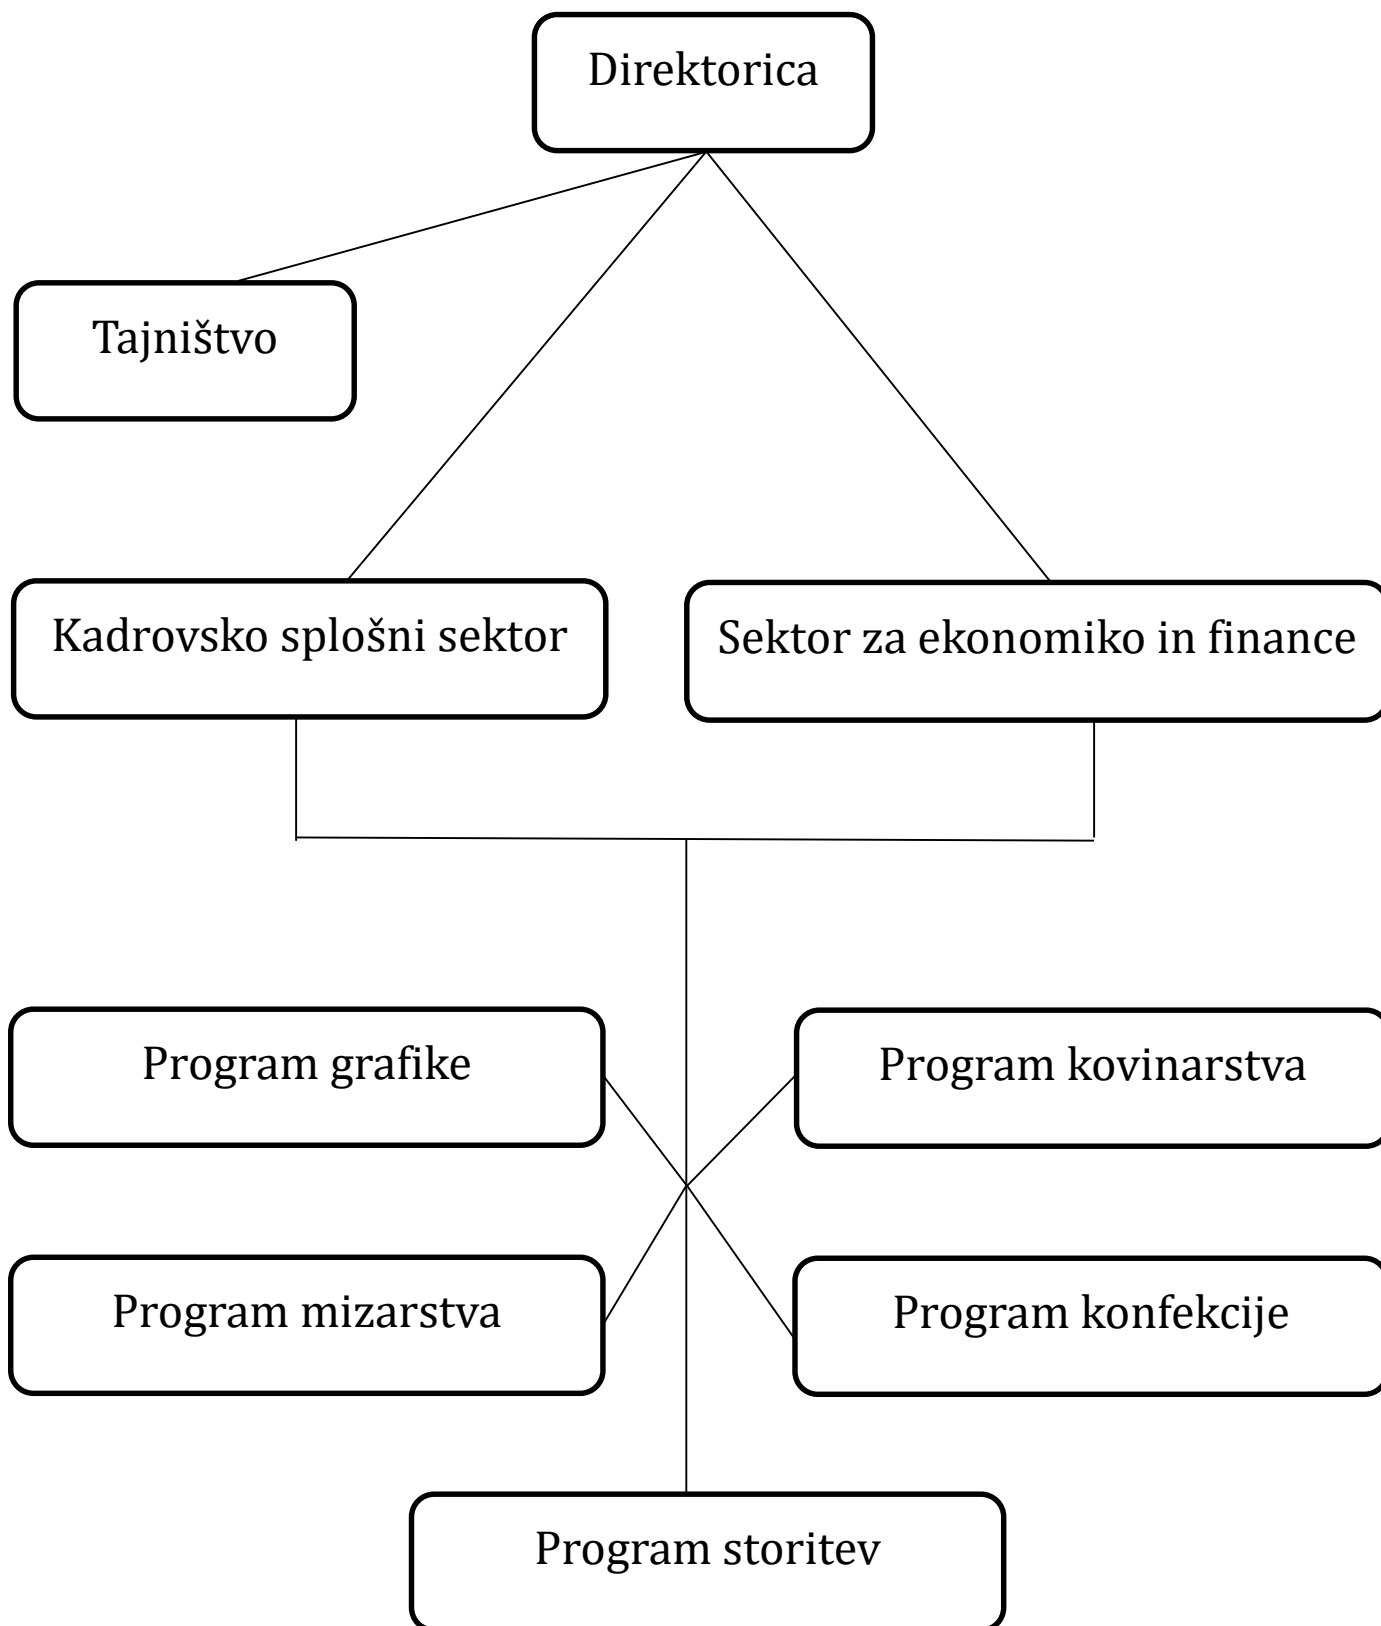 Direktorica
Tajništvo
Kadrovsko splošni sektor
Sektor za ekonomiko in finance
Program grafike
Program kovinarstva
Program mizarstva
Program konfekcije
Program storitev